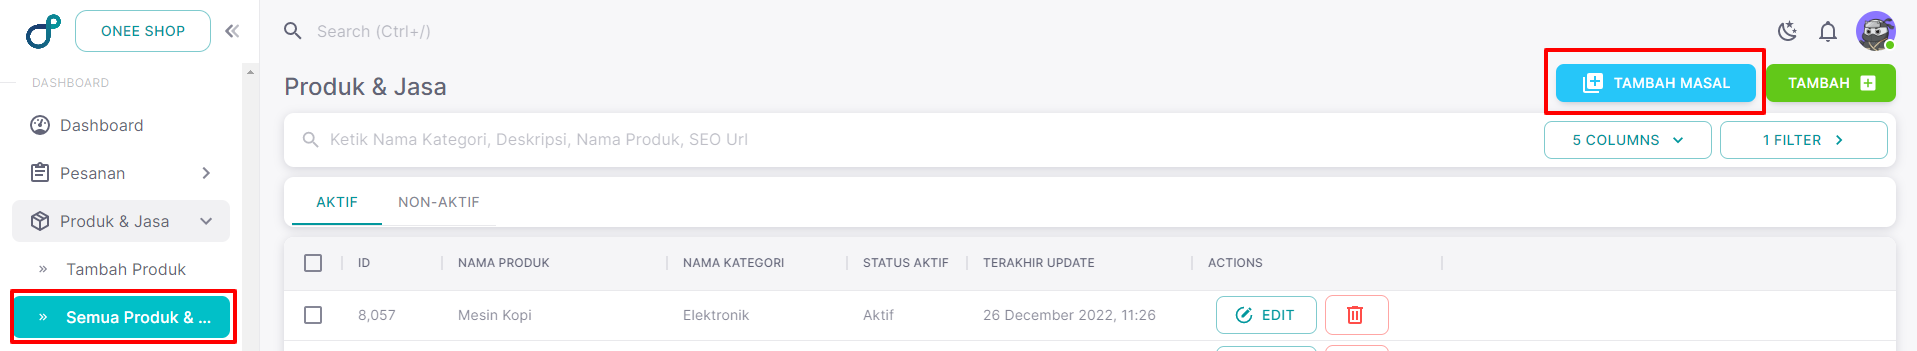 ONEE SHOP
Search (Ctrl+/)
DASHBOARD
Dashboard
Pesanan
Produk & Jasa
Tambah Produk
Semua Produk & ...
Produk & Jasa
TAMBAH MASAL
TAMBAH
Ketik Nama Kategori, Deskripsi, Nama Produk, SEO Url
5 COLUMNS
1 FILTER
AKTIF NON-AKTIF
ID NAMA PRODUK NAMA KATEGORI STATUS AKTIF TERAKHIR UPDATE ACTIONS
8,057 Mesin Kopi Elektronik Aktif 26 December 2022, 11:26 EDIT